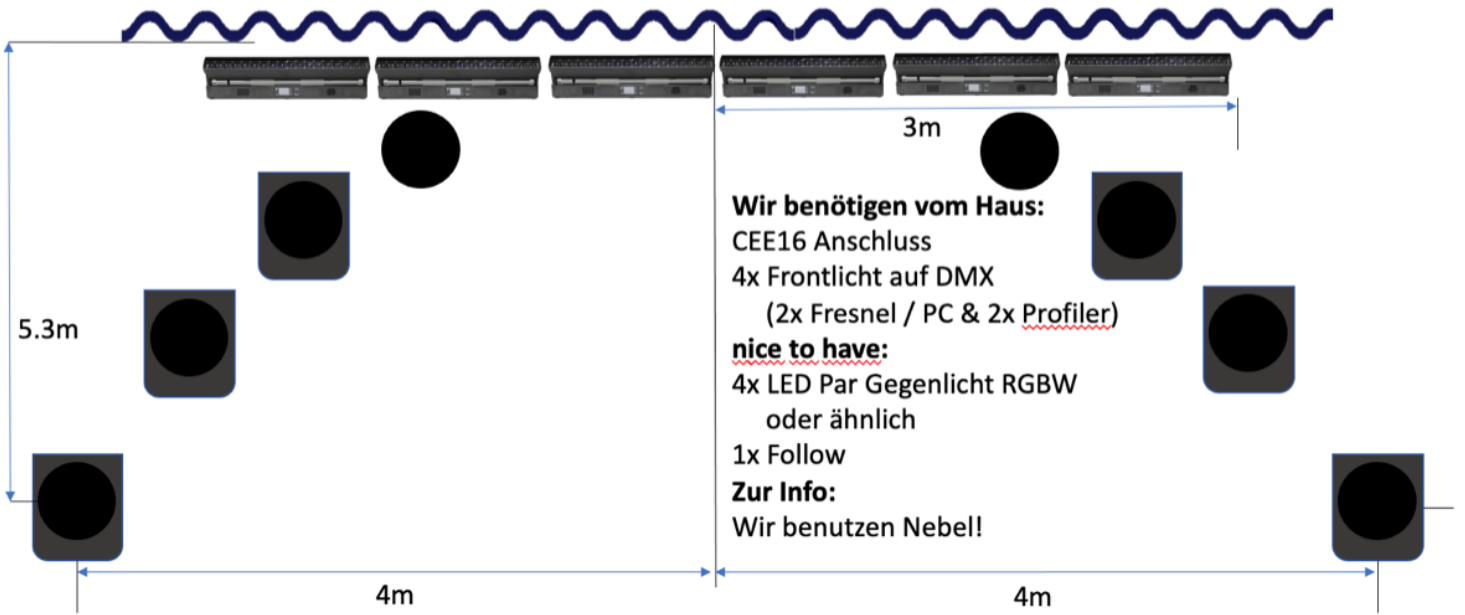 3m
Wir benötigen vom Haus:
CEE16 Anschluss
4x Frontlicht auf DMX
(2x Fresnel / PC & 2x Profiler)
5.3m
nice to have:
4x LED Par Gegenlicht RGBW
oder ähnlich
1x Follow
Zur Info:
Wir benutzen Nebel!
4m
4m